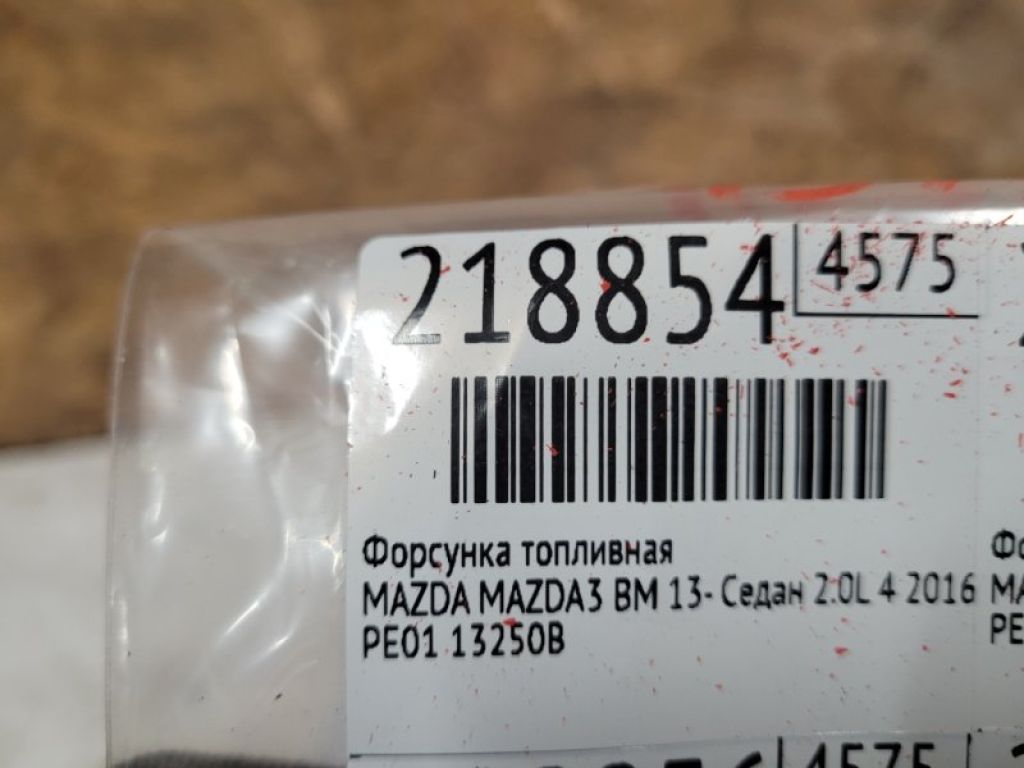 218854 4575
Форсунка топливная
MAZDA MAZDA3 BM 13- Седан 2.0L 4 2016
PE01 13250B
4575